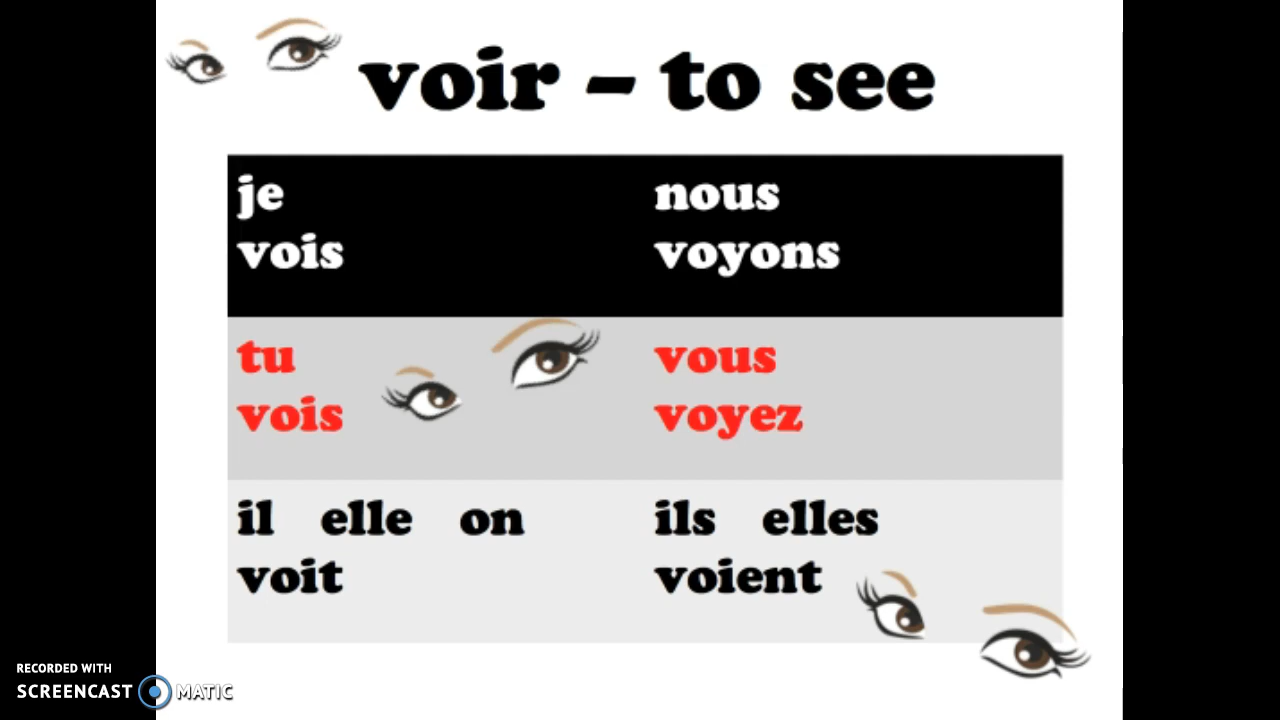 voir – to see
je
vois
nous
voyons
tu
vois
vous
voyez
il elle on
voit
ils elles
voient
RECORDED WITH
SCREENCAST MATIC